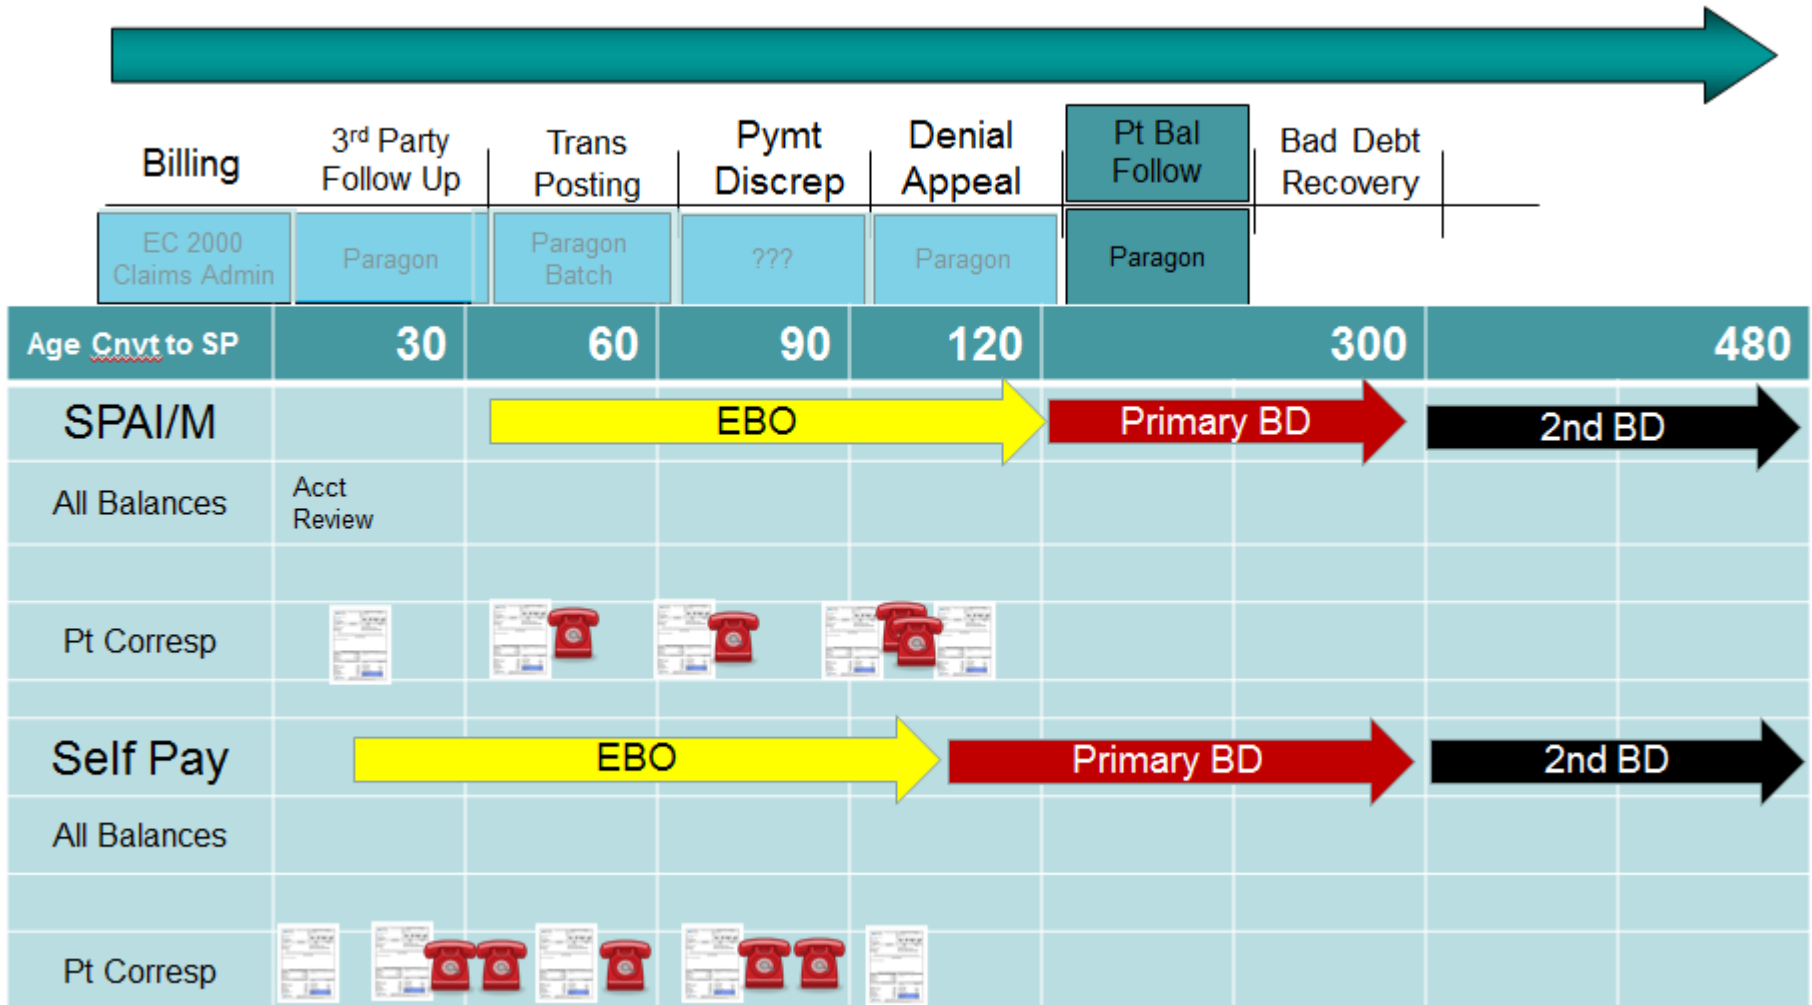 Billing
3rd Party
Follow Up
Trans
Posting
Pymt
Discrep
Denial
Appeal
Pt Bal
Follow
Bad Debt
Recovery
EC 2000
Claims Admin
Paragon
Paragon
Batch
???
Paragon
Paragon
Age Cnvt to SP
30
60
90
120
300
480
SPAI/M
EBO
Primary BD
2nd BD
All Balances
Acct
Review
Pt Corresp
Self Pay
EBO
Primary BD
2nd BD
All Balances
Pt Corresp